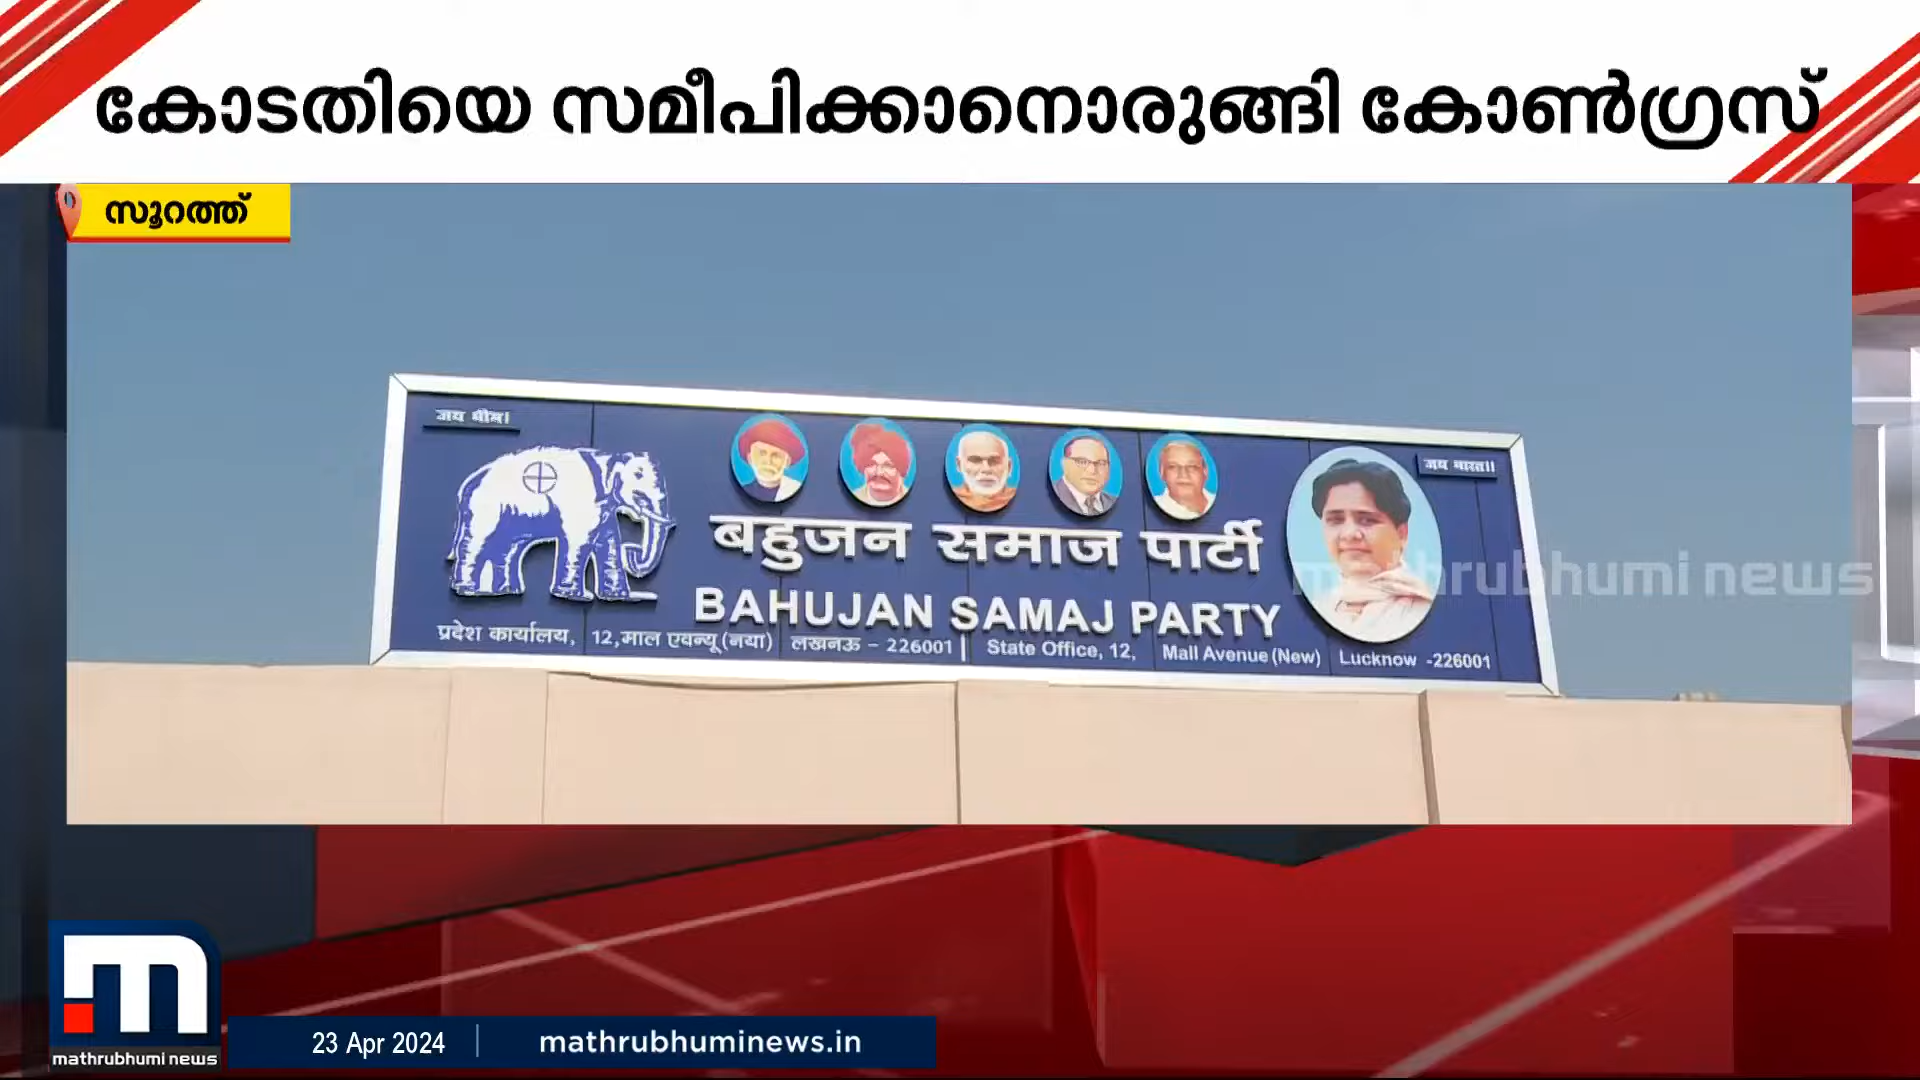 കോടതിയെ സമീപിക്കാനൊരുങ്ങി കോൺഗ്രസ്
സൂറത്ത്
जय भीम।
जय भारत।।
बहुजन समाज पार्टी
BAHUJAN SAMAJ PARTY
प्रदेश कार्यालय, 12,माल एवन्यू (नया) लखनऊ - 226001 | State Office, 12, Mall Avenue (New) Lucknow -226001
mathrubhumi news
mathrubhumi news
23 Apr 2024 | mathrubhuminews.in